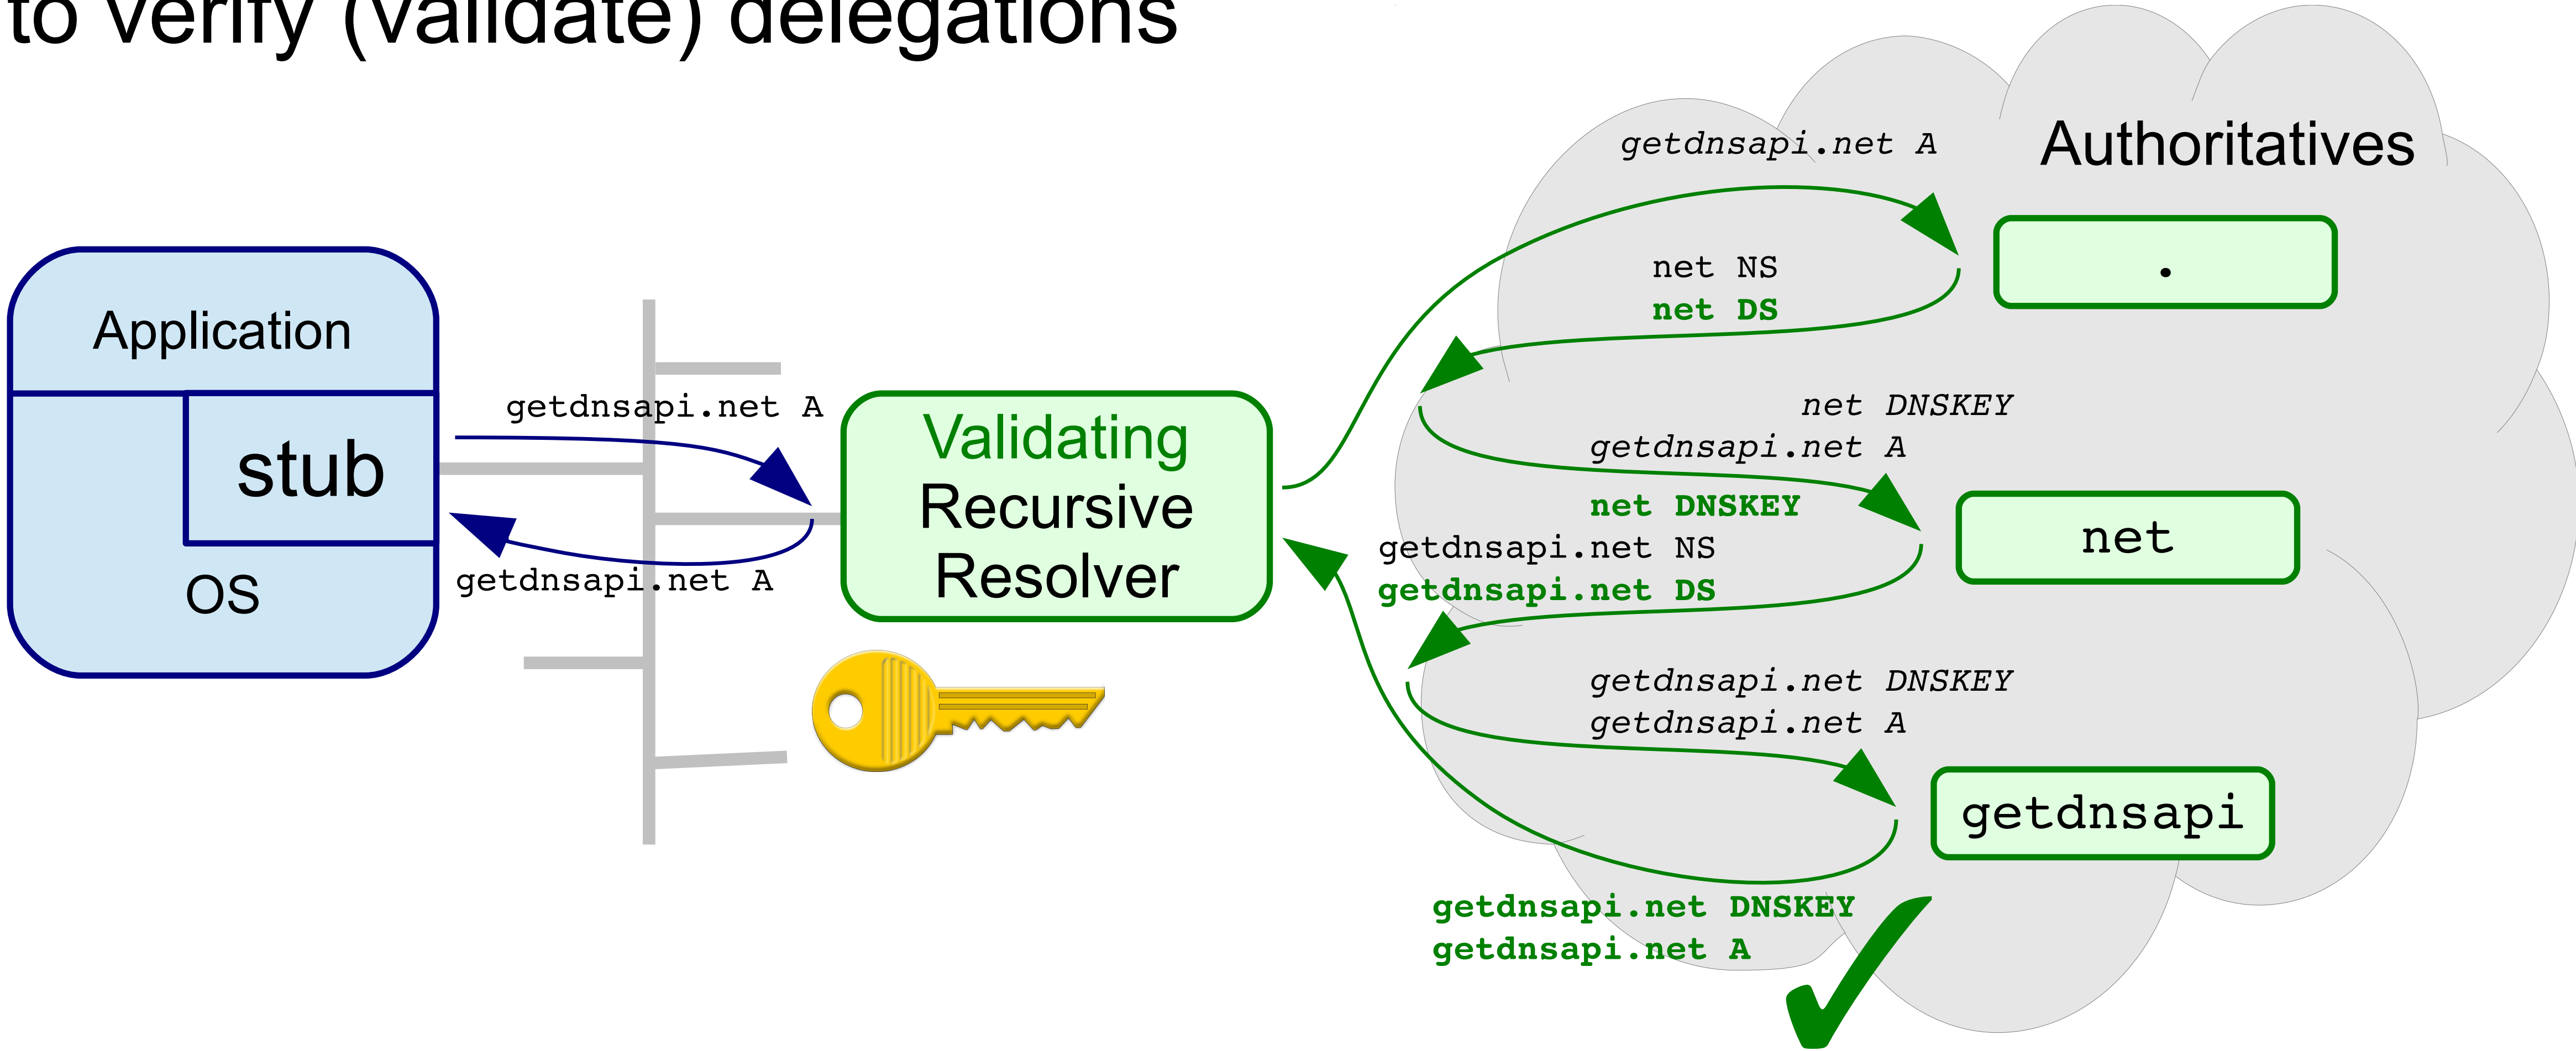 to verify (validate) delegations
Application
stub
OS
getdnsapi.net A
getdnsapi.net A
Validating
Recursive
Resolver
Authoritatives
getdnsapi.net A
.
net NS
net DS
net DNSKEY
getdnsapi.net A
net
net DNSKEY
getdnsapi.net NS
getdnsapi.net DS
getdnsapi.net DNSKEY
getdnsapi.net A
getdnsapi
getdnsapi.net DNSKEY
getdnsapi.net A